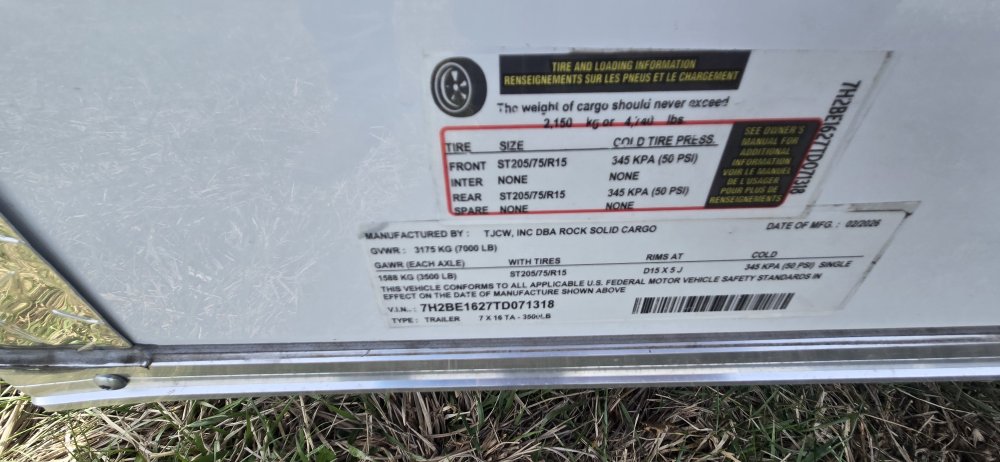 TIRE AND LOADING INFORMATION
RENSEIGNEMENTS SUR LES PNEUS ET LE CHARGEMENT
The weight of cargo should never exceed
2,150 kg or 4,740 lbs.
TIRE SIZE COLD TIRE PRESS.
FRONT ST205/75/R15 345 KPA (50 PSI)
INTER NONE NONE
REAR ST205/75/R15 345 KPA (50 PSI)
SPARE NONE NONE
SEE OWNER'S
MANUAL FOR
ADDITIONAL
INFORMATION
VOIR LE MANUEL
DE L'USAGER
POUR PLUS DE
RENSEIGNEMENTS
7H2BE1627TD071318
MANUFACTURED BY : TJCW, INC DBA ROCK SOLID CARGO DATE OF MFG. : 02/2026
GVWR : 3175 KG (7000 LB)
GAWR (EACH AXLE) WITH TIRES RIMS AT COLD
1588 KG (3500 LB) ST205/75/R15 D15 X 5 J 345 KPA (50 PSI) SINGLE
THIS VEHICLE CONFORMS TO ALL APPLICABLE U.S. FEDERAL MOTOR VEHICLE SAFETY STANDARDS IN
EFFECT ON THE DATE OF MANUFACTURE SHOWN ABOVE
V.I.N.: 7H2BE1627TD071318
TYPE : TRAILER 7 X 16 TA - 3500LB